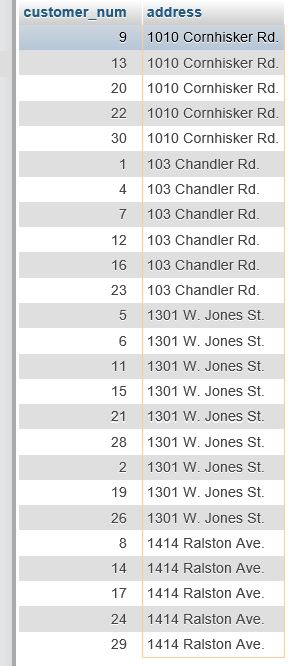 customer_num address
9 1010 Cornhisker Rd.
13 1010 Cornhisker Rd.
20 1010 Cornhisker Rd.
22 1010 Cornhisker Rd.
30 1010 Cornhisker Rd.
1 103 Chandler Rd.
4 103 Chandler Rd.
7 103 Chandler Rd.
12 103 Chandler Rd.
16 103 Chandler Rd.
23 103 Chandler Rd.
5 1301 W. Jones St.
6 1301 W. Jones St.
11 1301 W. Jones St.
15 1301 W. Jones St.
21 1301 W. Jones St.
28 1301 W. Jones St.
2 1301 W. Jones St.
19 1301 W. Jones St.
26 1301 W. Jones St.
8 1414 Ralston Ave.
14 1414 Ralston Ave.
17 1414 Ralston Ave.
24 1414 Ralston Ave.
29 1414 Ralston Ave.